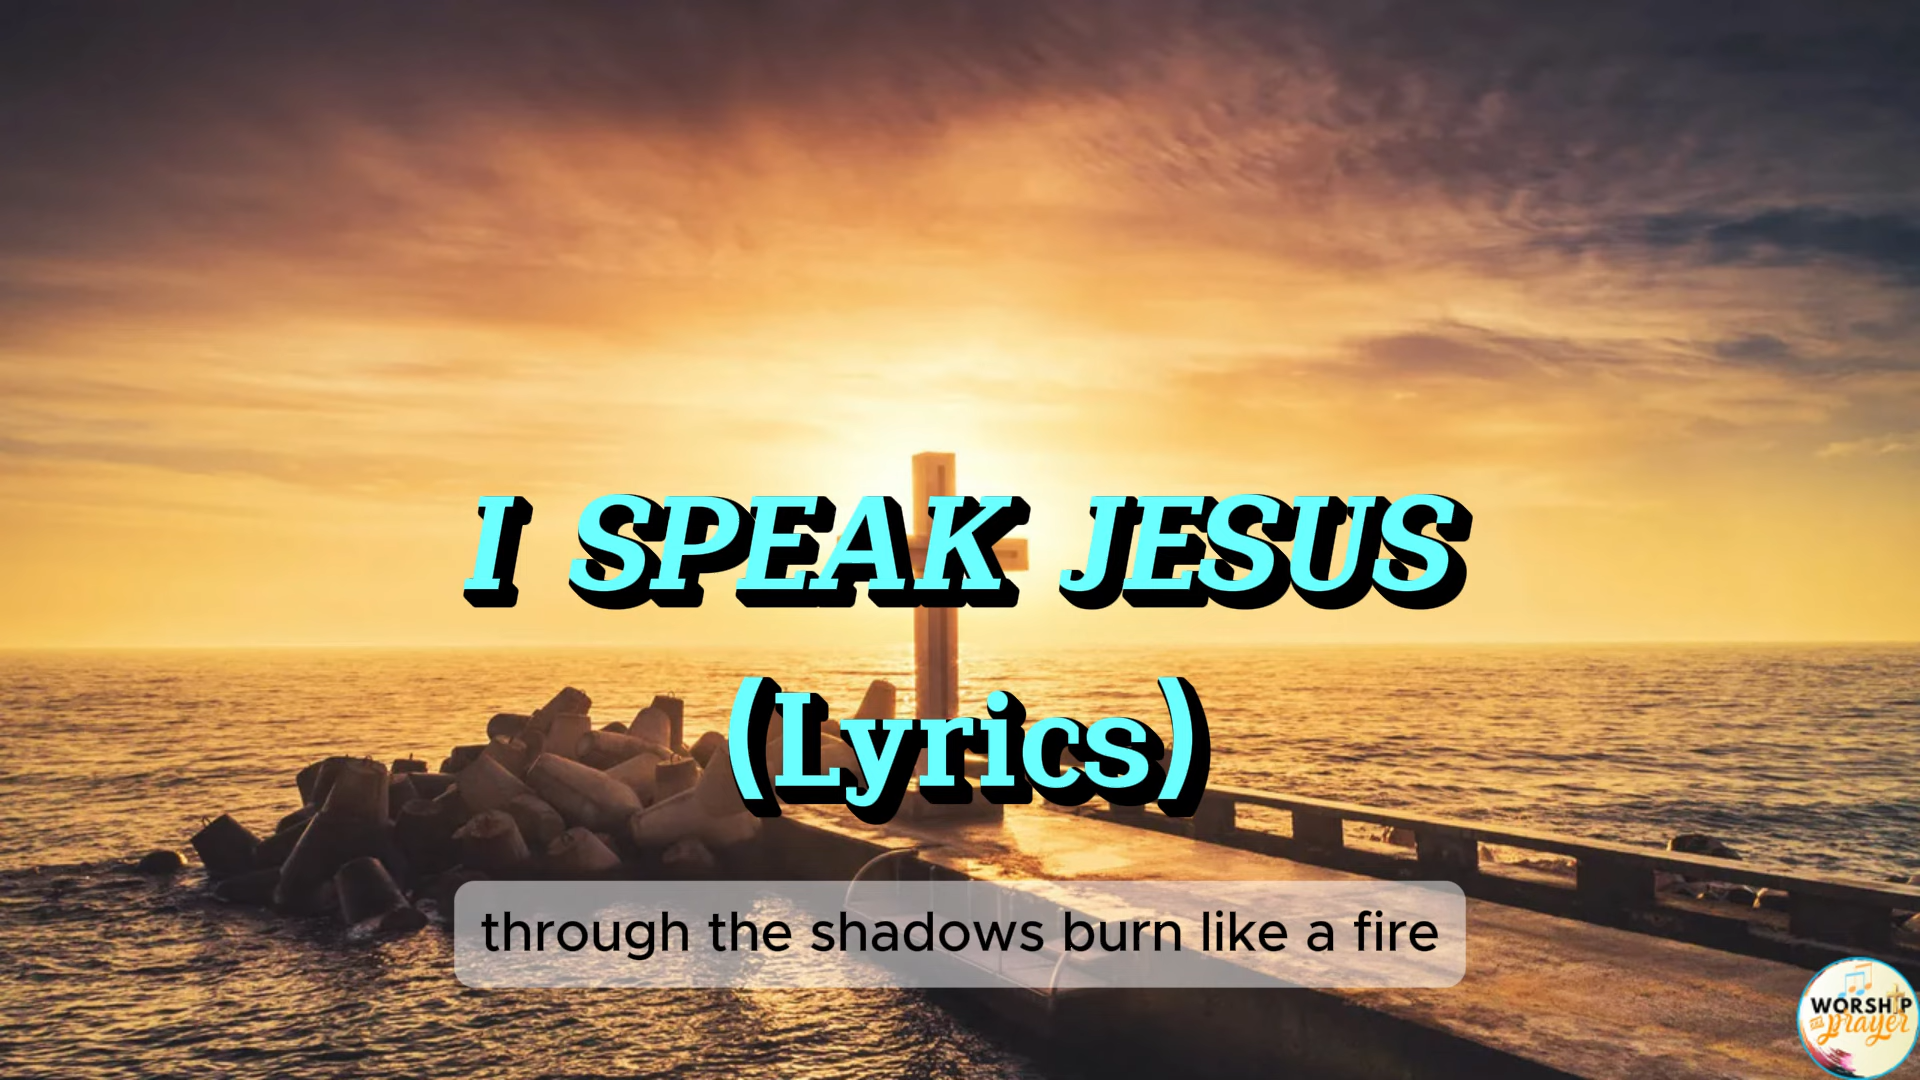 I SPEAK JESUS
(Lyrics)
through the shadows burn like a fire
WORSHIP
prayer